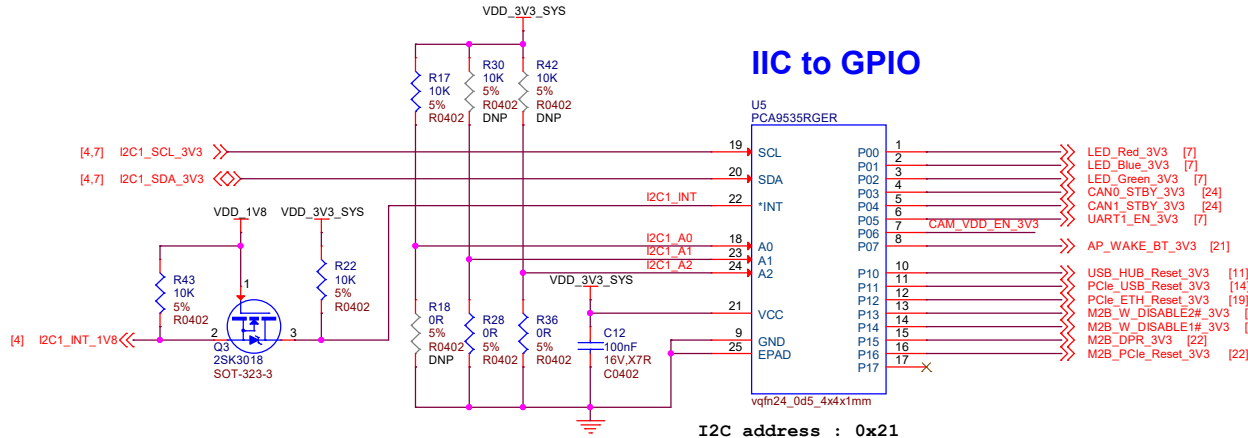 VDD_3V3_SYS
IIC to GPIO
R17
10K
5%
R0402
R30
10K
5%
R0402
DNP
R42
10K
5%
R0402
DNP
U5
PCA9535RGER
[4,7] I2C1_SCL_3V3
19
SCL
P00
1
LED_Red_3V3 [7]
P01
2
LED_Blue_3V3 [7]
[4,7] I2C1_SDA_3V3
20
SDA
P02
3
LED_Green_3V3 [7]
P03
4
CAN0_STBY_3V3 [24]
I2C1_INT
22
*INT
P04
5
CAN1_STBY_3V3 [24]
P05
6
UART1_EN_3V3 [7]
P06
7
CAM_VDD_EN_3V3
P07
8
AP_WAKE_BT_3V3 [21]
I2C1_A0
18
A0
I2C1_A1
23
A1
I2C1_A2
24
A2
P10
10
USB_HUB_Reset_3V3 [11]
P11
11
PCIe_USB_Reset_3V3 [14]
P12
12
PCIe_ETH_Reset_3V3 [19]
P13
13
M2B_W_DISABLE2#_3V3 [
P14
14
M2B_W_DISABLE1#_3V3 [
P15
15
M2B_DPR_3V3 [22]
P16
16
M2B_PCIe_Reset_3V3 [22]
P17
17
VDD_3V3_SYS
21
VCC
9
GND
25
EPAD
VDD_1V8
VDD_3V3_SYS
R43
10K
5%
R0402
1
R22
10K
5%
R0402
[4] I2C1_INT_1V8
2
3
Q3
2SK3018
SOT-323-3
R18
0R
5%
R0402
DNP
R28
0R
5%
R0402
R36
0R
5%
R0402
C12
100nF
16V,X7R
C0402
vqfn24_0d5_4x4x1mm
I2C address : 0x21